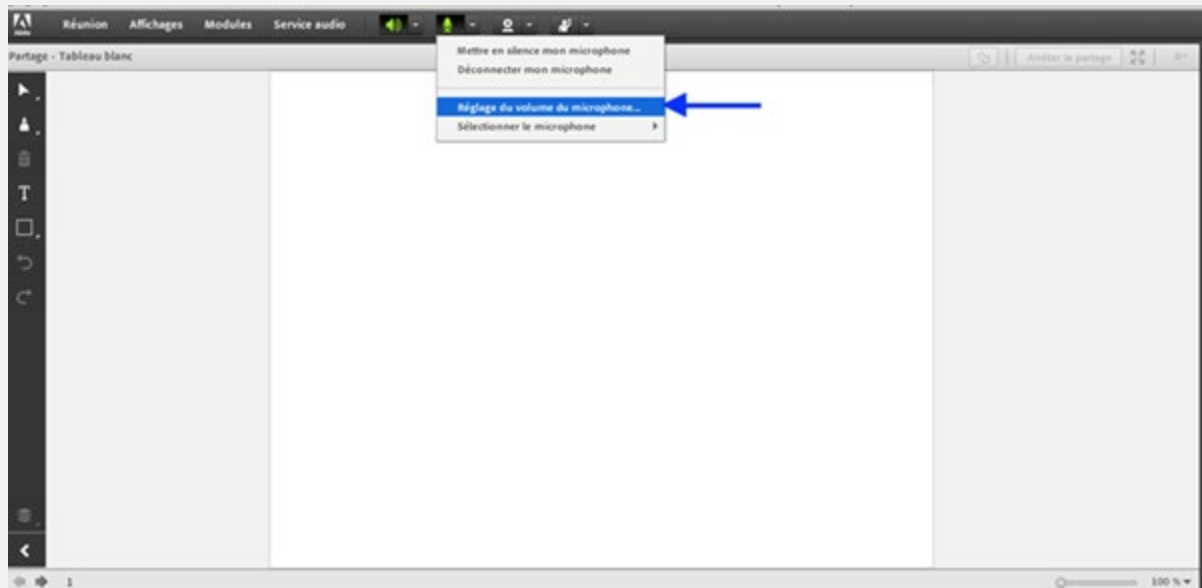 Réunion Affichages Modules Service audio
Partage - Tableau blanc
Arrêter le partage
Mettre en silence mon microphone
Déconnecter mon microphone
Réglage du volume du microphone...
Sélectionner le microphone
T
1
100 %